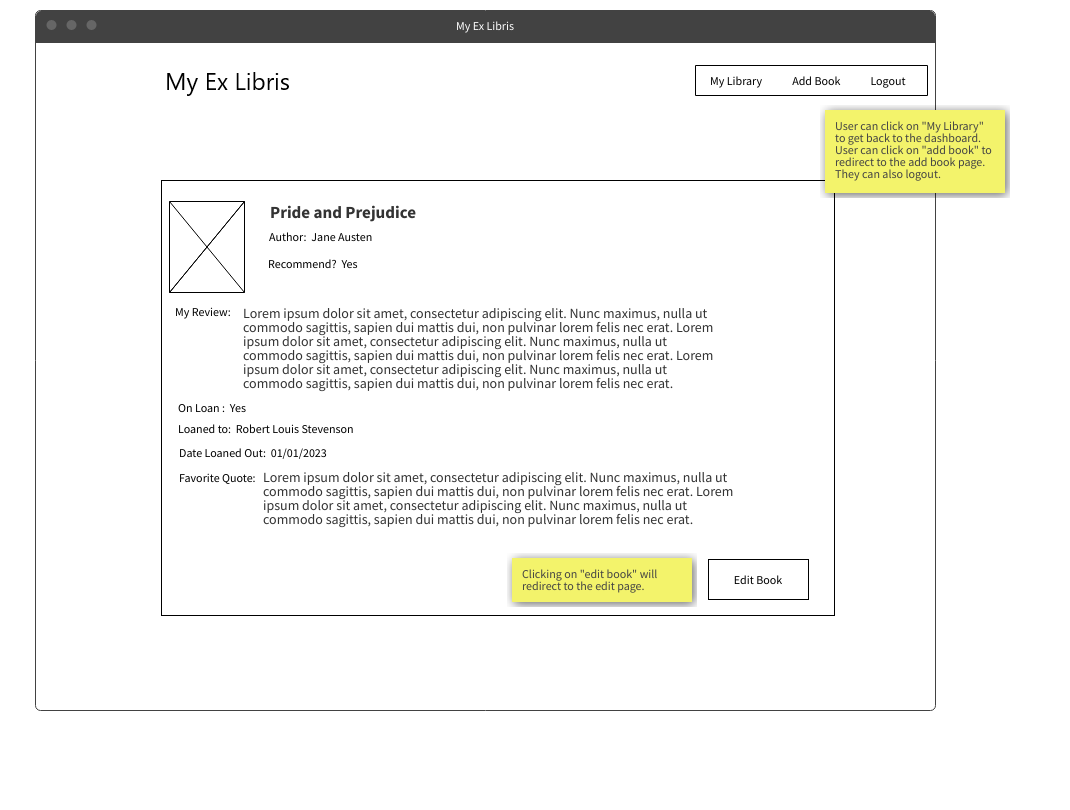 My Ex Libris
My Ex Libris
My Library Add Book Logout
User can click on "My Library"
to get back to the dashboard.
User can click on "add book" to
redirect to the add book page.
They can also logout.
Pride and Prejudice
Author: Jane Austen
Recommend? Yes
My Review: Lorem ipsum dolor sit amet, consectetur adipiscing elit. Nunc maximus, nulla ut
commodo sagittis, sapien dui mattis dui, non pulvinar lorem felis nec erat. Lorem
ipsum dolor sit amet, consectetur adipiscing elit. Nunc maximus, nulla ut
commodo sagittis, sapien dui mattis dui, non pulvinar lorem felis nec erat. Lorem
ipsum dolor sit amet, consectetur adipiscing elit. Nunc maximus, nulla ut
commodo sagittis, sapien dui mattis dui, non pulvinar lorem felis nec erat.
On Loan : Yes
Loaned to: Robert Louis Stevenson
Date Loaned Out: 01/01/2023
Favorite Quote: Lorem ipsum dolor sit amet, consectetur adipiscing elit. Nunc maximus, nulla ut
commodo sagittis, sapien dui mattis dui, non pulvinar lorem felis nec erat. Lorem
ipsum dolor sit amet, consectetur adipiscing elit. Nunc maximus, nulla ut
commodo sagittis, sapien dui mattis dui, non pulvinar lorem felis nec erat.
Clicking on "edit book" will
redirect to the edit page.
Edit Book